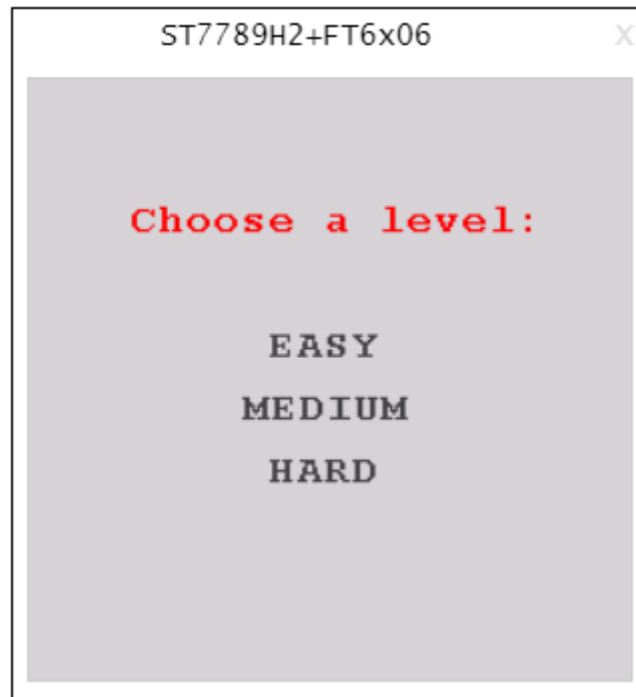 ST7789H2+FT6x06 X
Choose a level:
EASY
MEDIUM
HARD